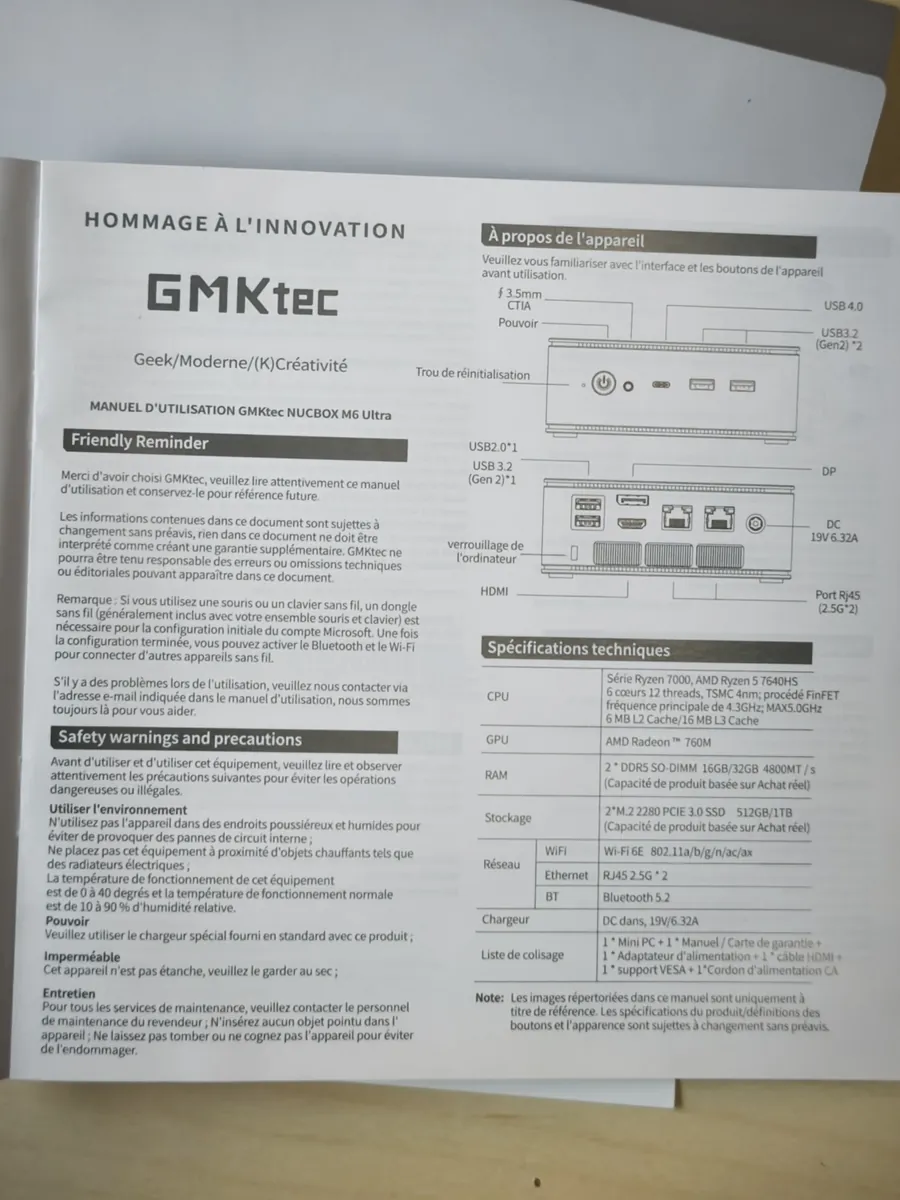 HOMMAGE À L'INNOVATION
GMKtec
Geek/Moderne/(K)Créativité
MANUEL D'UTILISATION GMKtec NUCBOX M6 Ultra
Friendly Reminder
Merci d'avoir choisi GMKtec, veuillez lire attentivement ce manuel
d'utilisation et conservez-le pour référence future.
Les informations contenues dans ce document sont sujettes à
changement sans préavis, rien dans ce document ne doit être
interprété comme créant une garantie supplémentaire. GMKtec ne
pourra être tenu responsable des erreurs ou omissions techniques
ou éditoriales pouvant apparaître dans ce document.
Remarque : Si vous utilisez une souris ou un clavier sans fil, un dongle
sans fil (généralement inclus avec votre ensemble souris et clavier) est
nécessaire pour la configuration initiale du compte Microsoft. Une fois
la configuration terminée, vous pouvez activer le Bluetooth et le Wi-Fi
pour connecter d'autres appareils sans fil.
S'il y a des problèmes lors de l'utilisation, veuillez nous contacter via
l'adresse e-mail indiquée dans le manuel d'utilisation, nous sommes
toujours là pour vous aider.
Safety warnings and precautions
Avant d'utiliser et d'utiliser cet équipement, veuillez lire et observer
attentivement les précautions suivantes pour éviter les opérations
dangereuses ou illégales.
Utiliser l'environnement
N'utilisez pas l'appareil dans des endroits poussiéreux et humides pour
éviter de provoquer des pannes de circuit interne ;
Ne placez pas cet équipement à proximité d'objets chauffants tels que
des radiateurs électriques ;
La température de fonctionnement de cet équipement
est de 0 à 40 degrés et la température de fonctionnement normale
est de 10 à 90 % d'humidité relative.
Pouvoir
Veuillez utiliser le chargeur spécial fourni en standard avec ce produit ;
Imperméable
Cet appareil n'est pas étanche, veuillez le garder au sec ;
Entretien
Pour tous les services de maintenance, veuillez contacter le personnel
de maintenance du revendeur ; N'insérez aucun objet pointu dans l'
appareil ; Ne laissez pas tomber ou ne cognez pas l'appareil pour éviter
de l'endommager.
À propos de l'appareil
Veuillez vous familiariser avec l'interface et les boutons de l'appareil
avant utilisation.
∮ 3.5mm
CTIA
Pouvoir
Trou de réinitialisation
USB 4.0
USB3.2
(Gen2) *2
USB2.0*1
USB 3.2
(Gen 2)*1
verrouillage de
l'ordinateur
HDMI
DP
DC
19V 6.32A
Port Rj45
(2.5G*2)
Spécifications techniques
CPU
Série Ryzen 7000, AMD Ryzen 5 7640HS
6 cœurs 12 threads, TSMC 4nm; procédé FinFET
fréquence principale de 4.3GHz; MAX5.0GHz
6 MB L2 Cache/16 MB L3 Cache
GPU
AMD Radeon™ 760M
RAM
2 * DDR5 SO-DIMM 16GB/32GB 4800MT / s
(Capacité de produit basée sur Achat réel)
Stockage
2*M.2 2280 PCIE 3.0 SSD 512GB/1TB
(Capacité de produit basée sur Achat réel)
Réseau
WiFi
Wi-Fi 6E 802.11a/b/g/n/ac/ax
Ethernet
RJ45 2.5G * 2
BT
Bluetooth 5.2
Chargeur
DC dans, 19V/6.32A
Liste de colisage
1 * Mini PC + 1 * Manuel / Carte de garantie +
1 * Adaptateur d'alimentation + 1 * câble HDMI +
1 * support VESA + 1*Cordon d'alimentation CA
Note: Les images répertoriées dans ce manuel sont uniquement à
titre de référence. Les spécifications du produit/définitions des
boutons et l'apparence sont sujettes à changement sans préavis.